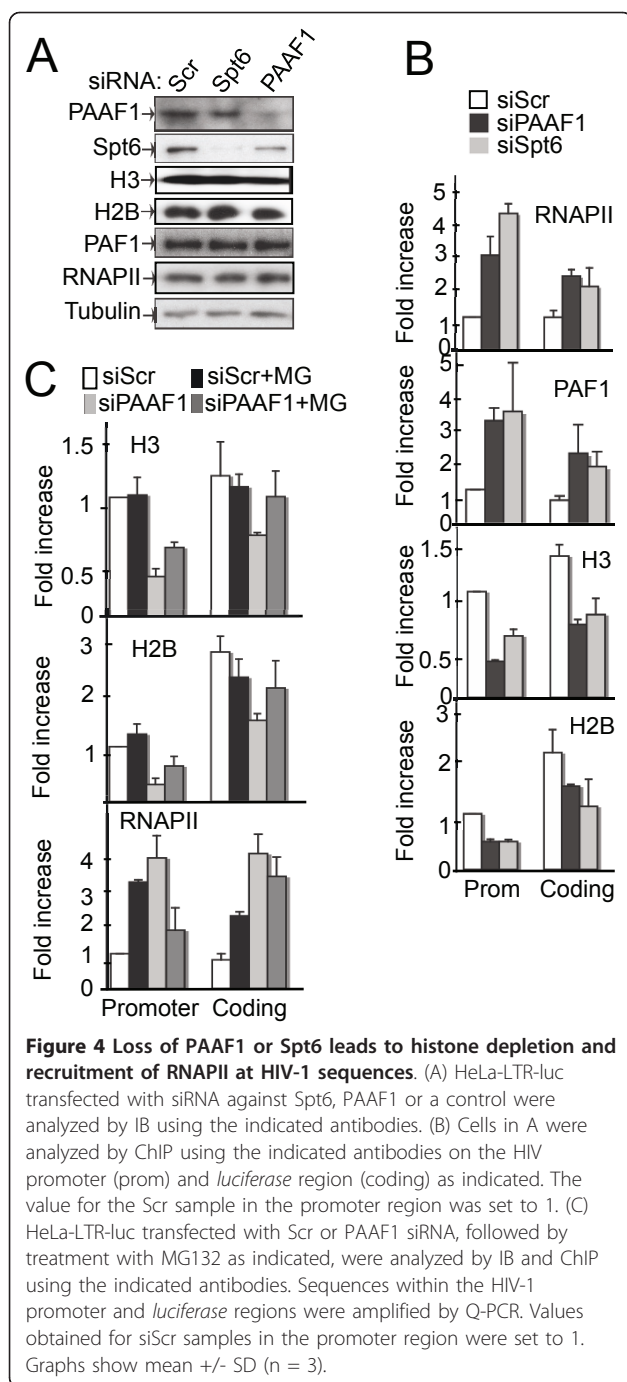 A
siRNA: Scr Spt6 PAAF1
PAAF1
Spt6
H3
H2B
PAF1
RNAPII
Tubulin
B
siScr
siPAAF1
siSpt6
RNAPII
Fold increase
5
4
3
2
1
0
PAF1
Fold increase
5
4
3
2
1
0
H3
Fold increase
1.5
1
0.5
0
H2B
Fold increase
3
2
1
0
Prom Coding
C
siScr siScr+MG
siPAAF1 siPAAF1+MG
H3
Fold increase
1.5
1
0.5
0
H2B
Fold increase
3
2
1
RNAPII
Fold increase
4
3
2
1
0
Promoter Coding
Figure 4 Loss of PAAF1 or Spt6 leads to histone depletion and
recruitment of RNAPII at HIV-1 sequences. (A) HeLa-LTR-luc
transfected with siRNA against Spt6, PAAF1 or a control were
analyzed by IB using the indicated antibodies. (B) Cells in A were
analyzed by ChIP using the indicated antibodies on the HIV
promoter (prom) and luciferase region (coding) as indicated. The
value for the Scr sample in the promoter region was set to 1. (C)
HeLa-LTR-luc transfected with Scr or PAAF1 siRNA, followed by
treatment with MG132 as indicated, were analyzed by IB and ChIP
using the indicated antibodies. Sequences within the HIV-1
promoter and luciferase regions were amplified by Q-PCR. Values
obtained for siScr samples in the promoter region were set to 1.
Graphs show mean +/- SD (n = 3).